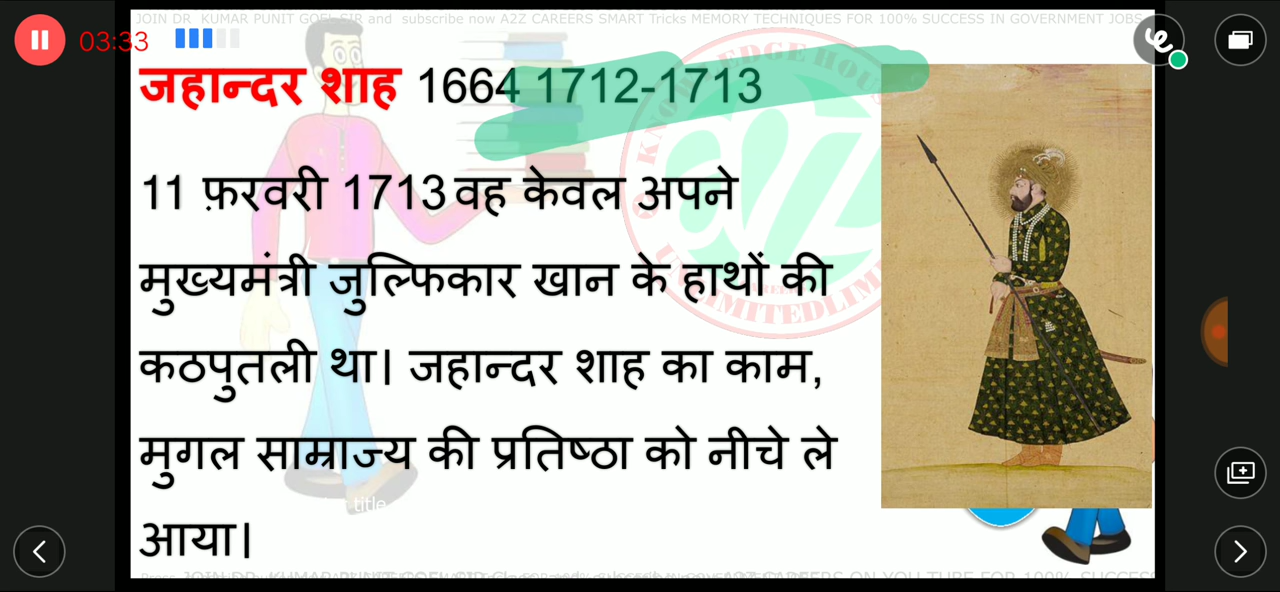 JOIN DR KUMAR PUNIT GOEL SIR and subscribe now A2Z CAREERS SMART Tricks MEMORY TECHNIQUES FOR 100% SUCCESS IN GOVERNMENT JOBS
03:33
जहान्दर शाह 1664 1712-1713
11 फ़रवरी 1713 वह केवल अपने
मुख्यमंत्री जुल्फिकार खान के हाथों की
कठपुतली था। जहान्दर शाह का काम,
मुगल साम्राज्य की प्रतिष्ठा को नीचे ले
title
आया।